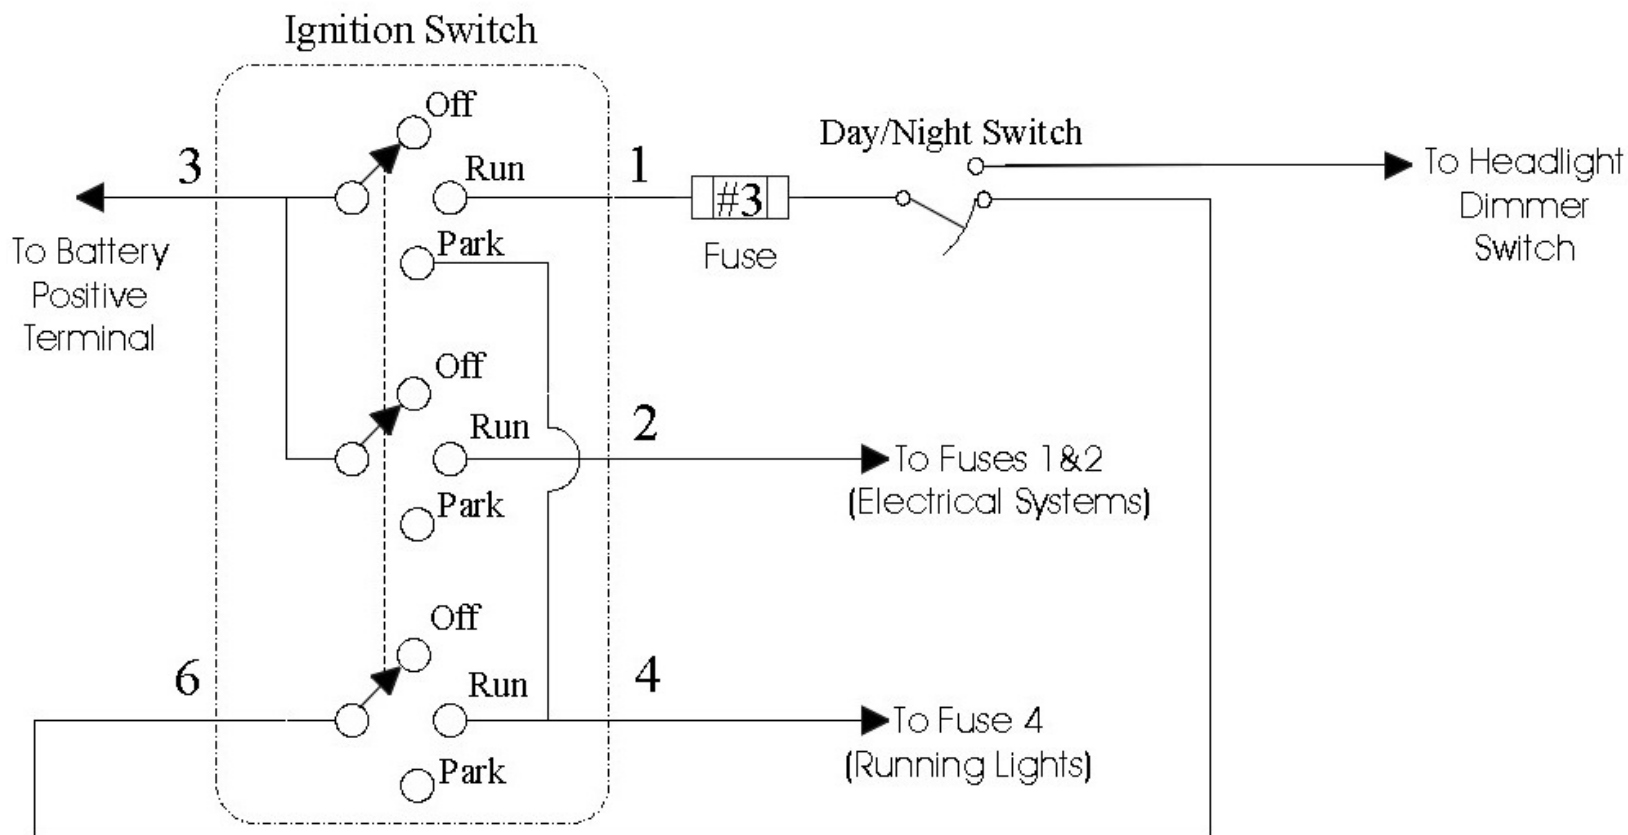 Ignition Switch
Off
Run
Park
3
1
#3
Fuse
Day/Night Switch
To Headlight
Dimmer
Switch
To Battery
Positive
Terminal
Off
Run
Park
2
To Fuses 1&2
(Electrical Systems)
Off
Run
Park
6
4
To Fuse 4
(Running Lights)